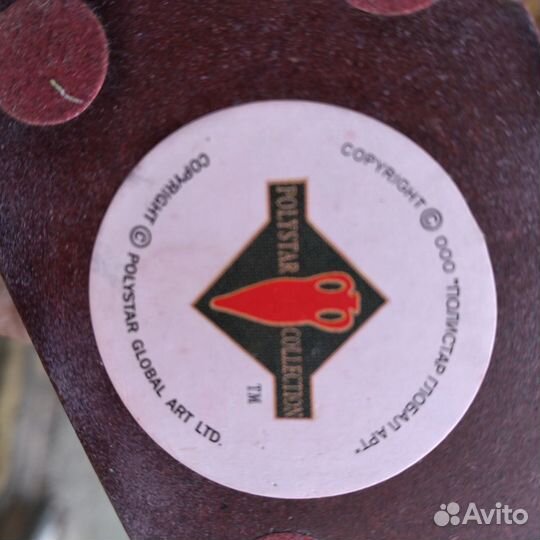 COPYRIGHT © ООО "ПОЛИСТАР ГЛОБАЛ АРТ"
POLYSTAR COLLECTION
TM
COPYRIGHT © POLYSTAR GLOBAL ART LTD.
Avito